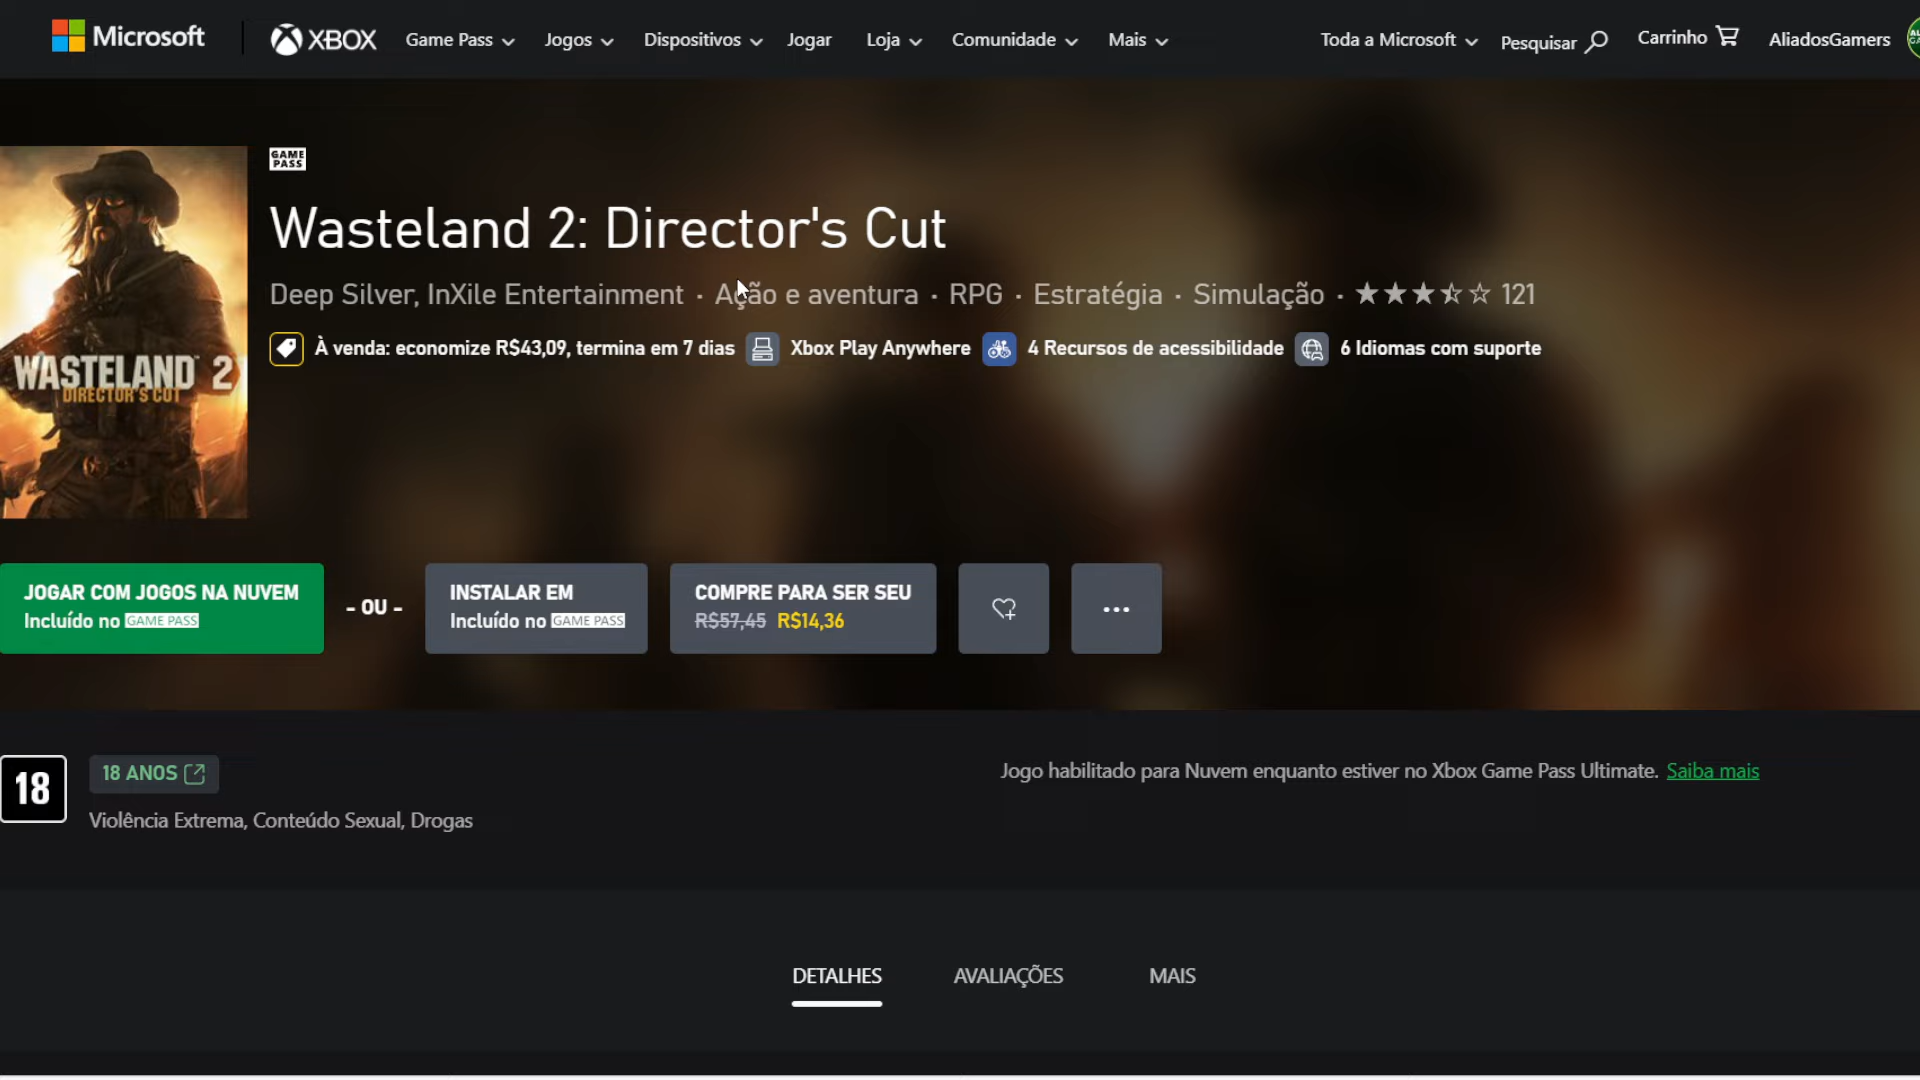 Microsoft
XBOX
Game Pass
Jogos
Dispositivos
Jogar
Loja
Comunidade
Mais
Toda a Microsoft
Pesquisar
Carrinho
AliadosGamers
GAME PASS
Wasteland 2: Director's Cut
Deep Silver, InXile Entertainment · Ação e aventura · RPG · Estratégia · Simulação · 121
À venda: economize R$43,09, termina em 7 dias
Xbox Play Anywhere
4 Recursos de acessibilidade
6 Idiomas com suporte
WASTELAND 2
DIRECTOR'S CUT
JOGAR COM JOGOS NA NUVEM
Incluído no GAME PASS
- OU -
INSTALAR EM
Incluído no GAME PASS
COMPRE PARA SER SEU
R$57,45 R$14,36
18
18 ANOS
Violência Extrema, Conteúdo Sexual, Drogas
Jogo habilitado para Nuvem enquanto estiver no Xbox Game Pass Ultimate. Saiba mais
DETALHES
AVALIAÇÕES
MAIS